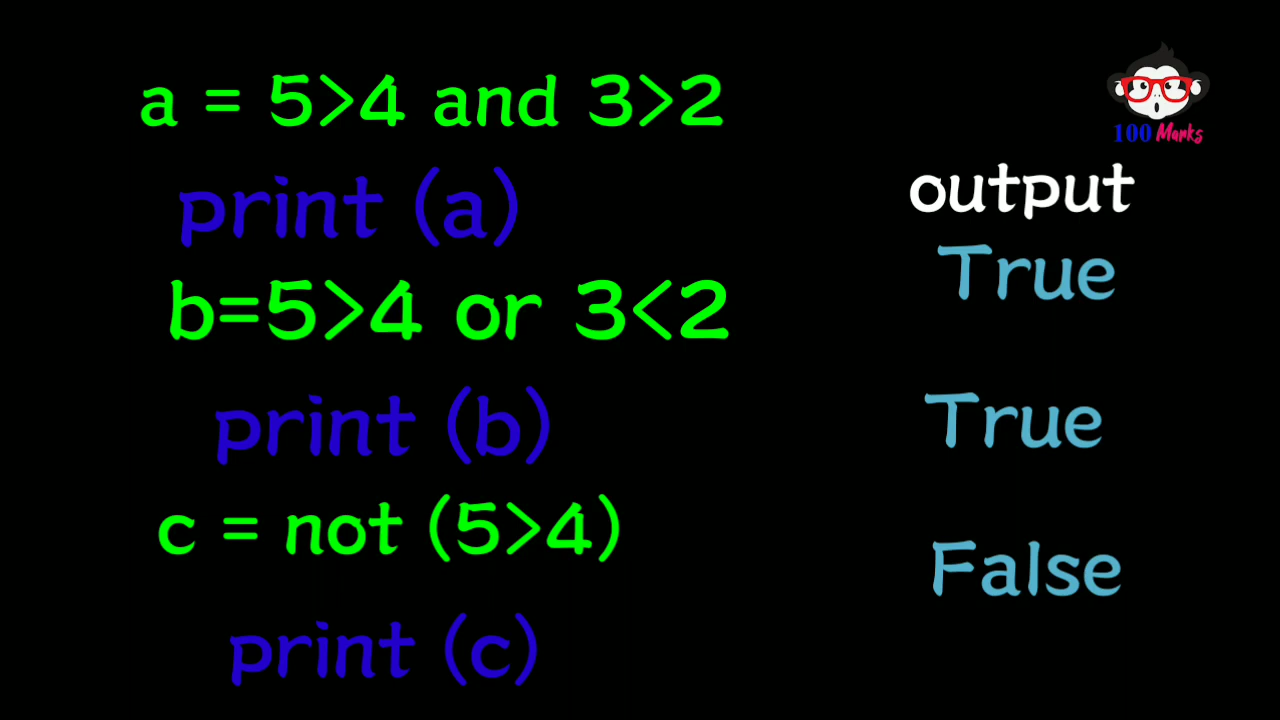 a = 5>4 and 3>2
print (a)
b=5>4 or 3<2
print (b)
c = not (5>4)
print (c)
100 Marks
output
True
True
False